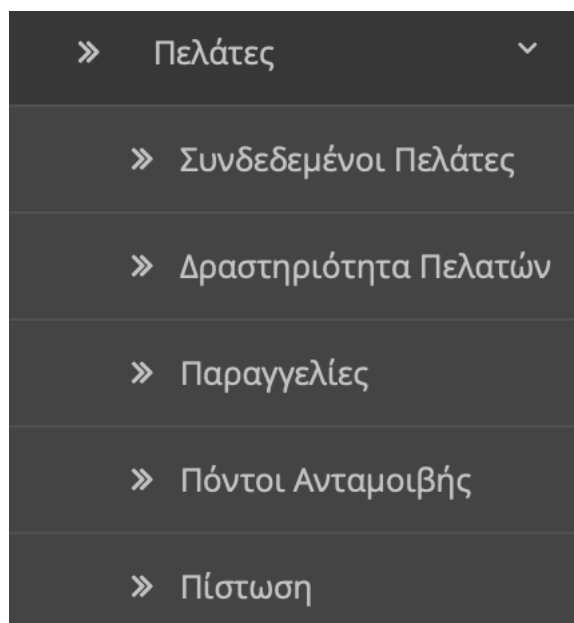 Πελάτες
Συνδεδεμένοι Πελάτες
Δραστηριότητα Πελατών
Παραγγελίες
Πόντοι Ανταμοιβής
Πίστωση